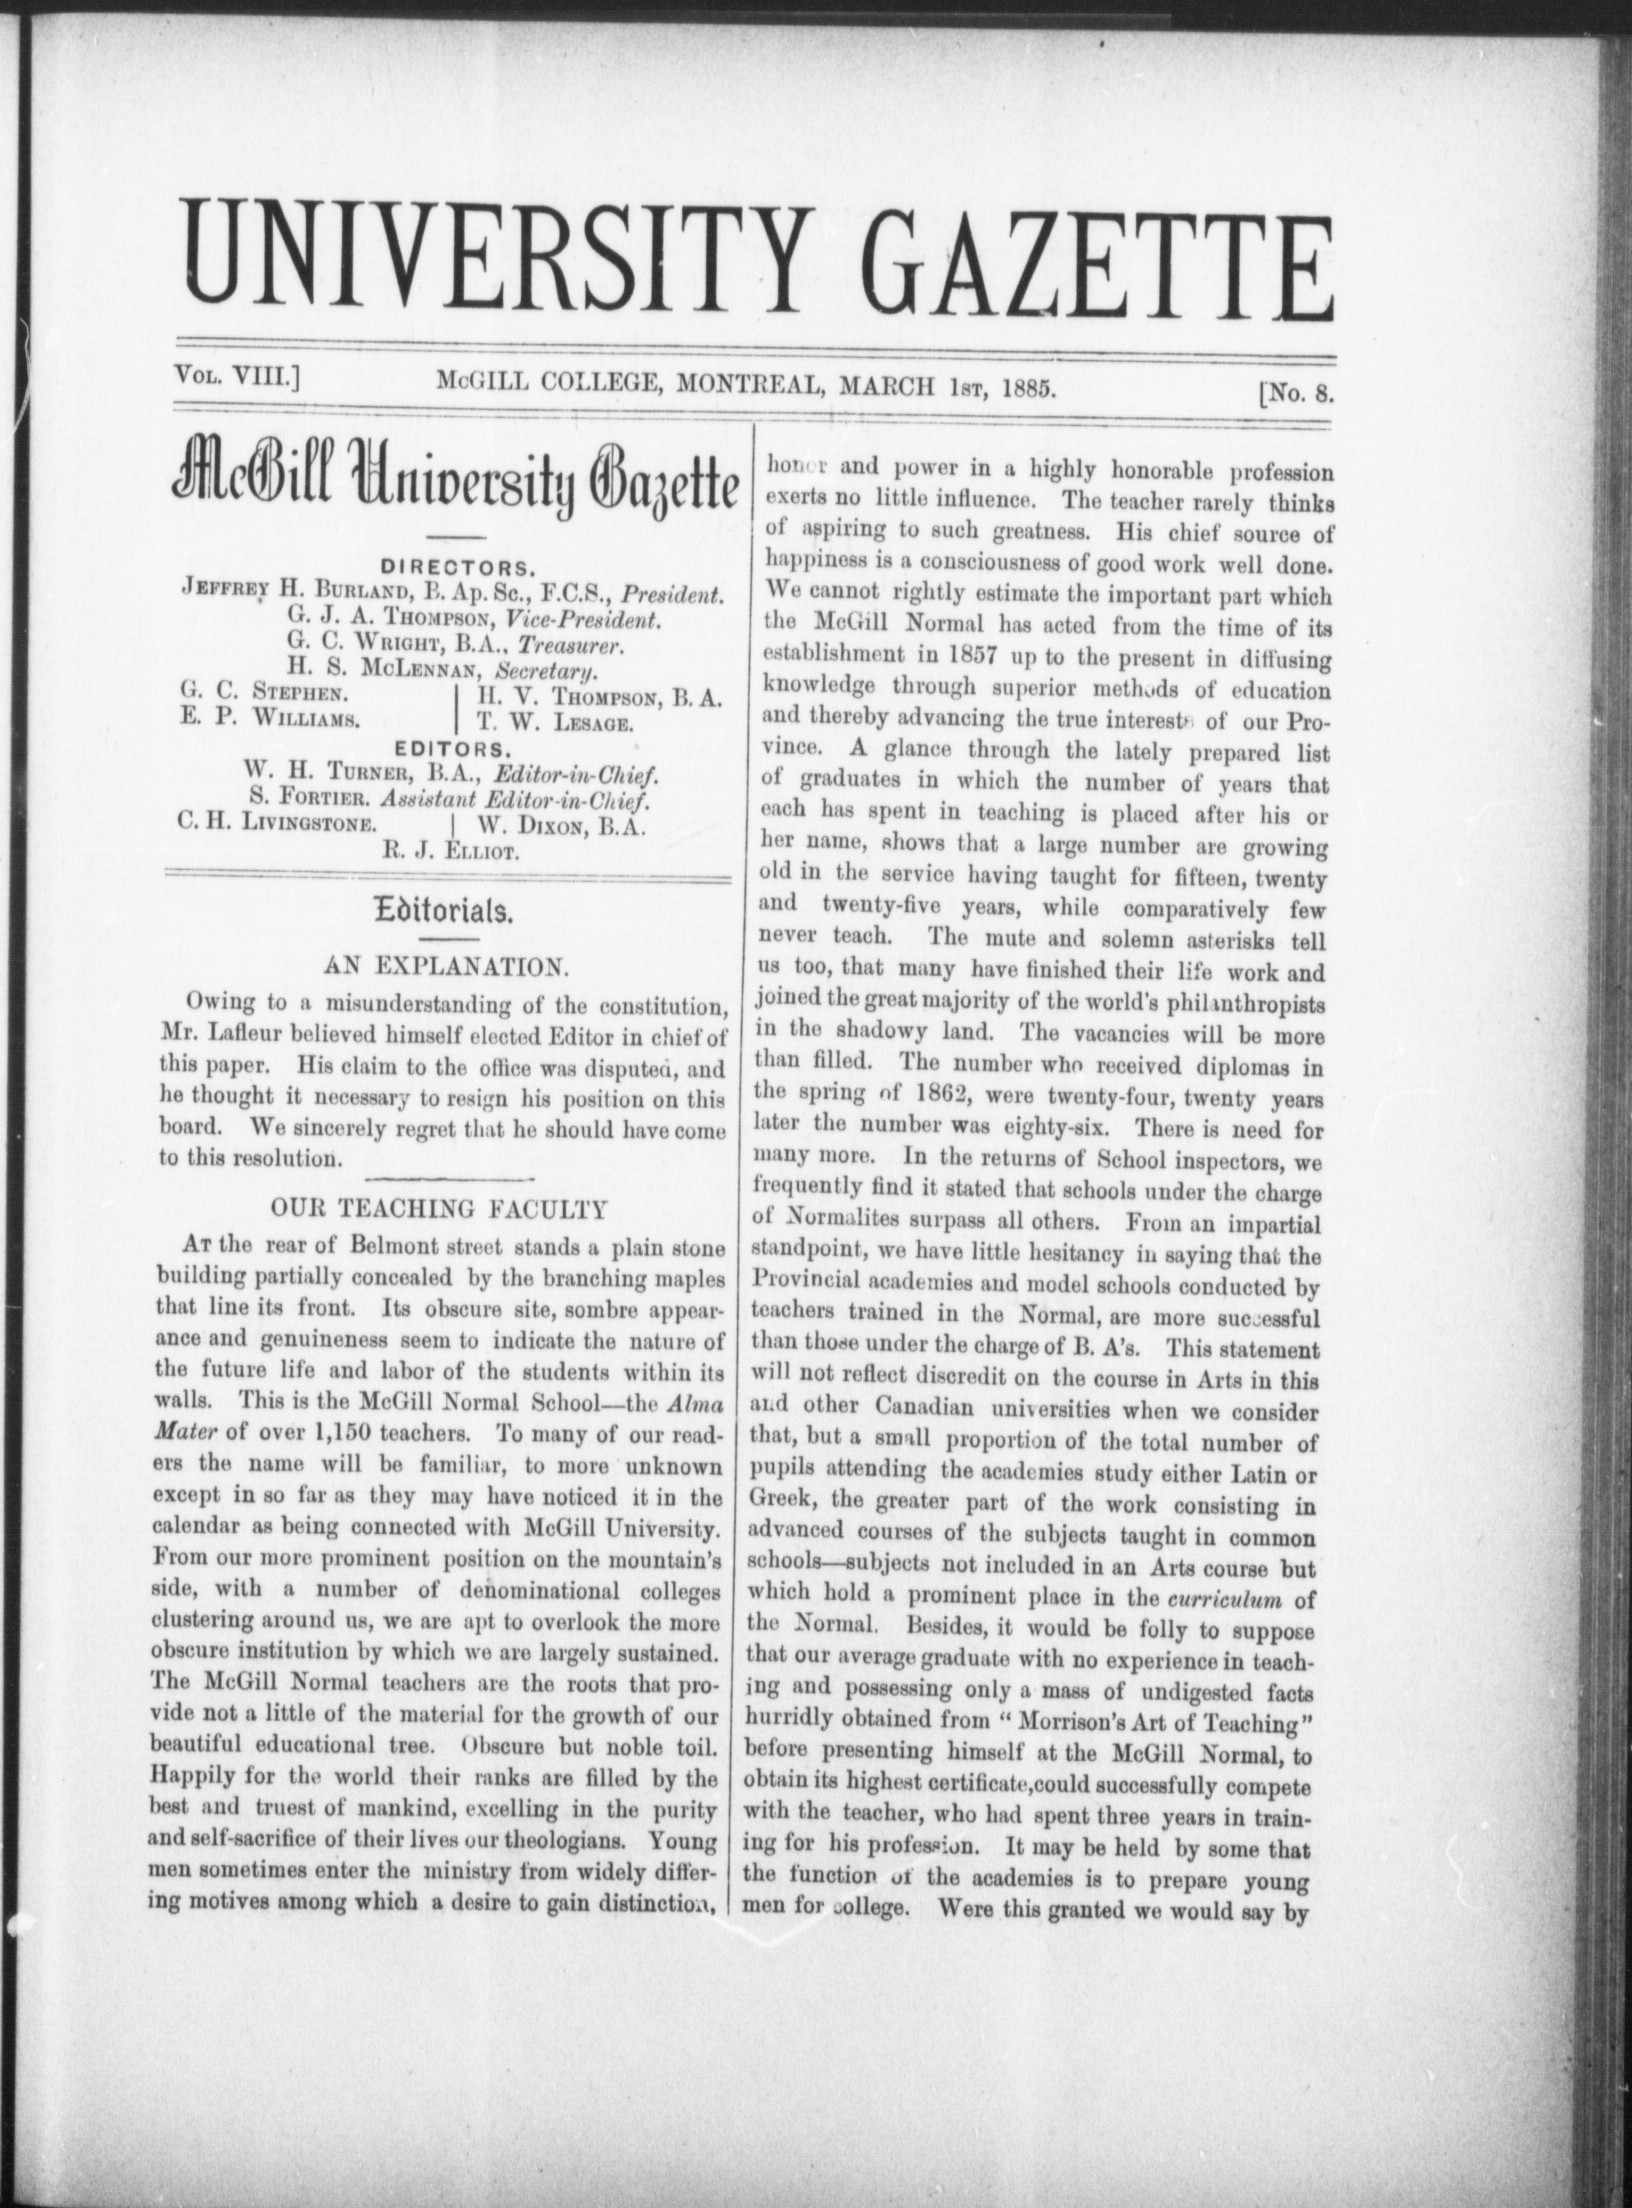 UNIVERSITY GAZETTE
VOL. VIII.] McGILL COLLEGE, MONTREAL, MARCH 1ST, 1885. [No. 8.
McGill University Gazette
DIRECTORS.
JEFFREY H. BURLAND, B. Ap. Sc., F.C.S., President.
G. J. A. THOMPSON, Vice-President.
G. C. WRIGHT, B.A., Treasurer.
H. S. MCLENNAN, Secretary.
G. C. STEPHEN. | H. V. THOMPSON, B. A.
E. P. WILLIAMS. | T. W. LESAGE.
EDITORS.
W. H. TURNER, B.A., Editor-in-Chief.
S. FORTIER. Assistant Editor-in-Chief.
C. H. LIVINGSTONE. | W. DIXON, B.A.
R. J. ELLIOT.
Editorials.
AN EXPLANATION.
Owing to a misunderstanding of the constitution,
Mr. Lafleur believed himself elected Editor in chief of
this paper. His claim to the office was disputed, and
he thought it necessary to resign his position on this
board. We sincerely regret that he should have come
to this resolution.
OUR TEACHING FACULTY
AT the rear of Belmont street stands a plain stone
building partially concealed by the branching maples
that line its front. Its obscure site, sombre appear-
ance and genuineness seem to indicate the nature of
the future life and labor of the students within its
walls. This is the McGill Normal School—the Alma
Mater of over 1,150 teachers. To many of our read-
ers the name will be familiar, to more unknown
except in so far as they may have noticed it in the
calendar as being connected with McGill University.
From our more prominent position on the mountain's
side, with a number of denominational colleges
clustering around us, we are apt to overlook the more
obscure institution by which we are largely sustained.
The McGill Normal teachers are the roots that pro-
vide not a little of the material for the growth of our
beautiful educational tree. Obscure but noble toil.
Happily for the world their ranks are filled by the
best and truest of mankind, excelling in the purity
and self-sacrifice of their lives our theologians. Young
men sometimes enter the ministry from widely differ-
ing motives among which a desire to gain distinction,
honor and power in a highly honorable profession
exerts no little influence. The teacher rarely thinks
of aspiring to such greatness. His chief source of
happiness is a consciousness of good work well done.
We cannot rightly estimate the important part which
the McGill Normal has acted from the time of its
establishment in 1857 up to the present in diffusing
knowledge through superior methods of education
and thereby advancing the true interests of our Pro-
vince. A glance through the lately prepared list
of graduates in which the number of years that
each has spent in teaching is placed after his or
her name, shows that a large number are growing
old in the service having taught for fifteen, twenty
and twenty-five years, while comparatively few
never teach. The mute and solemn asterisks tell
us too, that many have finished their life work and
joined the great majority of the world's philanthropists
in the shadowy land. The vacancies will be more
than filled. The number who received diplomas in
the spring of 1862, were twenty-four, twenty years
later the number was eighty-six. There is need for
many more. In the returns of School inspectors, we
frequently find it stated that schools under the charge
of Normalites surpass all others. From an impartial
standpoint, we have little hesitancy in saying that the
Provincial academies and model schools conducted by
teachers trained in the Normal, are more successful
than those under the charge of B. A's. This statement
will not reflect discredit on the course in Arts in this
and other Canadian universities when we consider
that, but a small proportion of the total number of
pupils attending the academies study either Latin or
Greek, the greater part of the work consisting in
advanced courses of the subjects taught in common
schools—subjects not included in an Arts course but
which hold a prominent place in the curriculum of
the Normal. Besides, it would be folly to suppose
that our average graduate with no experience in teach-
ing and possessing only a mass of undigested facts
hurridly obtained from " Morrison's Art of Teaching"
before presenting himself at the McGill Normal, to
obtain its highest certificate,could successfully compete
with the teacher, who had spent three years in train-
ing for his profession. It may be held by some that
the function of the academies is to prepare young
men for college. Were this granted we would say by